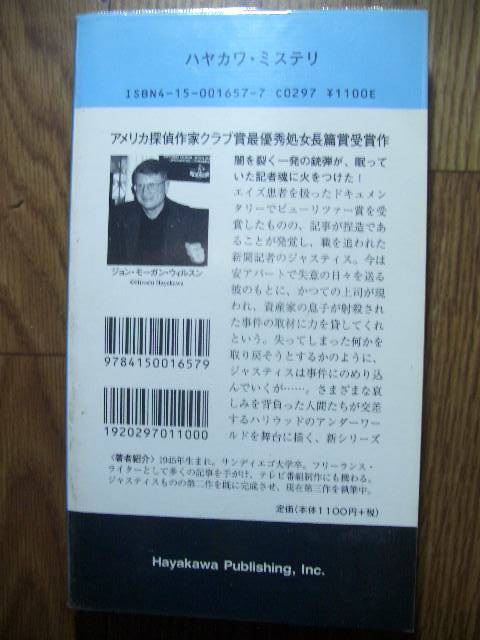 ハヤカワ・ミステリ
ISBN4-15-001657-7 C0297 ¥1100E
アメリカ探偵作家クラブ賞最優秀処女長篇賞受賞作
闇を裂く一発の銃弾が、眠って
いた記者魂に火をつけた！
エイズ患者を扱ったドキュメン
タリーでピューリツァー賞を
受賞したものの、記事が捏造であ
ることが発覚し、職を追われた
新聞記者のジャスティス。今は
安アパートで失意の日々を送る
彼のもとに、かつての上司が現
われ、資産家の息子が射殺され
た事件の取材に力を貸してくれ
という。失ってしまった何かを
取り戻そうとするかのように、
ジャスティスは事件にのめり込
んでいくが……。さまざまな哀
しみを背負った人間たちが交差
するハリウッドのアンダーワー
ルドを舞台に描く、新シリーズ
ジョン・モーガン・ウィルスン
©Hiroshi Hayakawa
9784150016579
1920297011000
〈著者紹介〉1945年生まれ。サンディエゴ大学卒。フリーランス・
ライターとして多くの記事を手がけ、テレビ番組制作にも携わる。
ジャスティスものの第二作を既に完成させ、現在第三作を執筆中。
定価（本体1100円+税）
Hayakawa Publishing, Inc.